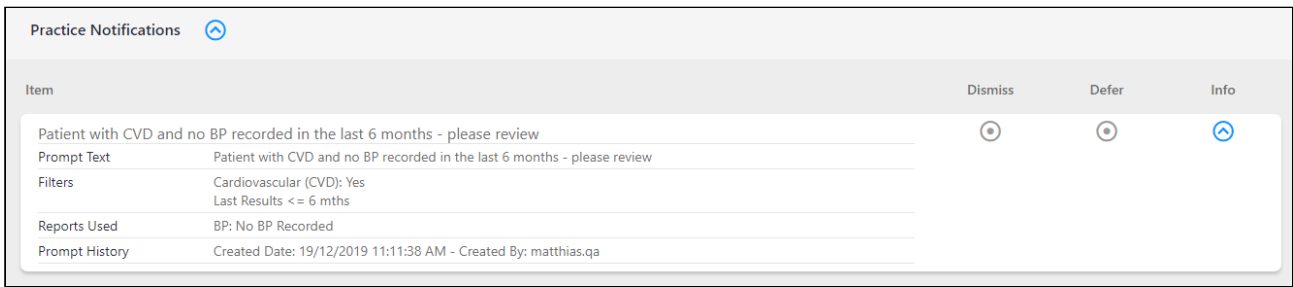 Practice Notifications
Item Dismiss Defer Info
Patient with CVD and no BP recorded in the last 6 months - please review
Prompt Text Patient with CVD and no BP recorded in the last 6 months - please review
Filters Cardiovascular (CVD): Yes
Last Results <= 6 mths
Reports Used BP: No BP Recorded
Prompt History Created Date: 19/12/2019 11:11:38 AM - Created By: matthias.qa